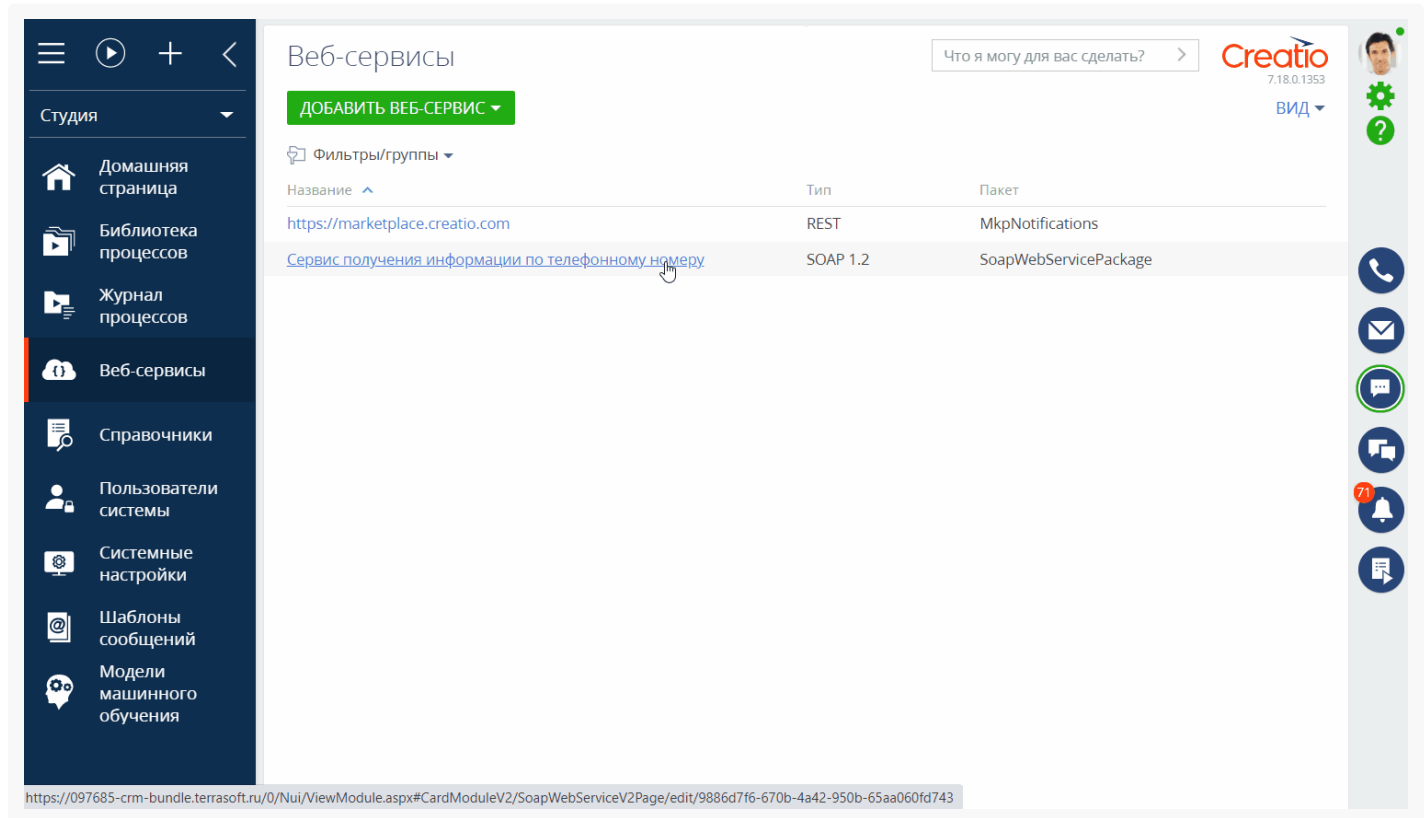 Веб-сервисы
Что я могу для вас сделать?
Creatio
7.18.0.1353
Студия
ДОБАВИТЬ ВЕБ-СЕРВИС
ВИД
Фильтры/группы
Название Тип Пакет
https://marketplace.creatio.com REST MkpNotifications
Сервис получения информации по телефонному номеру SOAP 1.2 SoapWebServicePackage
Домашняя
страница
Библиотека
процессов
Журнал
процессов
Веб-сервисы
Справочники
Пользователи
системы
Системные
настройки
Шаблоны
сообщений
Модели
машинного
обучения
71
https://097685-crm-bundle.terrasoft.ru/0/Nui/ViewModule.aspx#CardModuleV2/SoapWebServiceV2Page/edit/9886d7f6-670b-4a42-950b-65aa060fd743